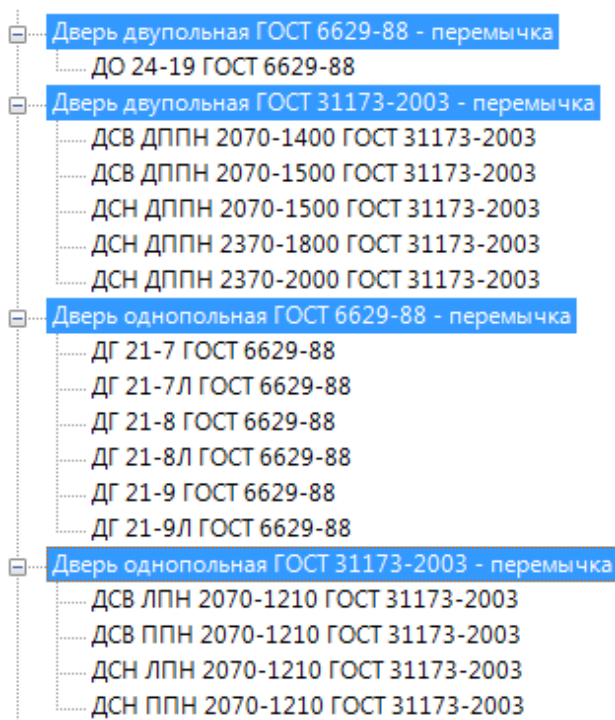 Дверь двупольная ГОСТ 6629-88 - перемычка
ДО 24-19 ГОСТ 6629-88
Дверь двупольная ГОСТ 31173-2003 - перемычка
ДСВ ДППН 2070-1400 ГОСТ 31173-2003
ДСВ ДППН 2070-1500 ГОСТ 31173-2003
ДСН ДППН 2070-1500 ГОСТ 31173-2003
ДСН ДППН 2370-1800 ГОСТ 31173-2003
ДСН ДППН 2370-2000 ГОСТ 31173-2003
Дверь однопольная ГОСТ 6629-88 - перемычка
ДГ 21-7 ГОСТ 6629-88
ДГ 21-7Л ГОСТ 6629-88
ДГ 21-8 ГОСТ 6629-88
ДГ 21-8Л ГОСТ 6629-88
ДГ 21-9 ГОСТ 6629-88
ДГ 21-9Л ГОСТ 6629-88
Дверь однопольная ГОСТ 31173-2003 - перемычка
ДСВ ЛПН 2070-1210 ГОСТ 31173-2003
ДСВ ППН 2070-1210 ГОСТ 31173-2003
ДСН ЛПН 2070-1210 ГОСТ 31173-2003
ДСН ППН 2070-1210 ГОСТ 31173-2003